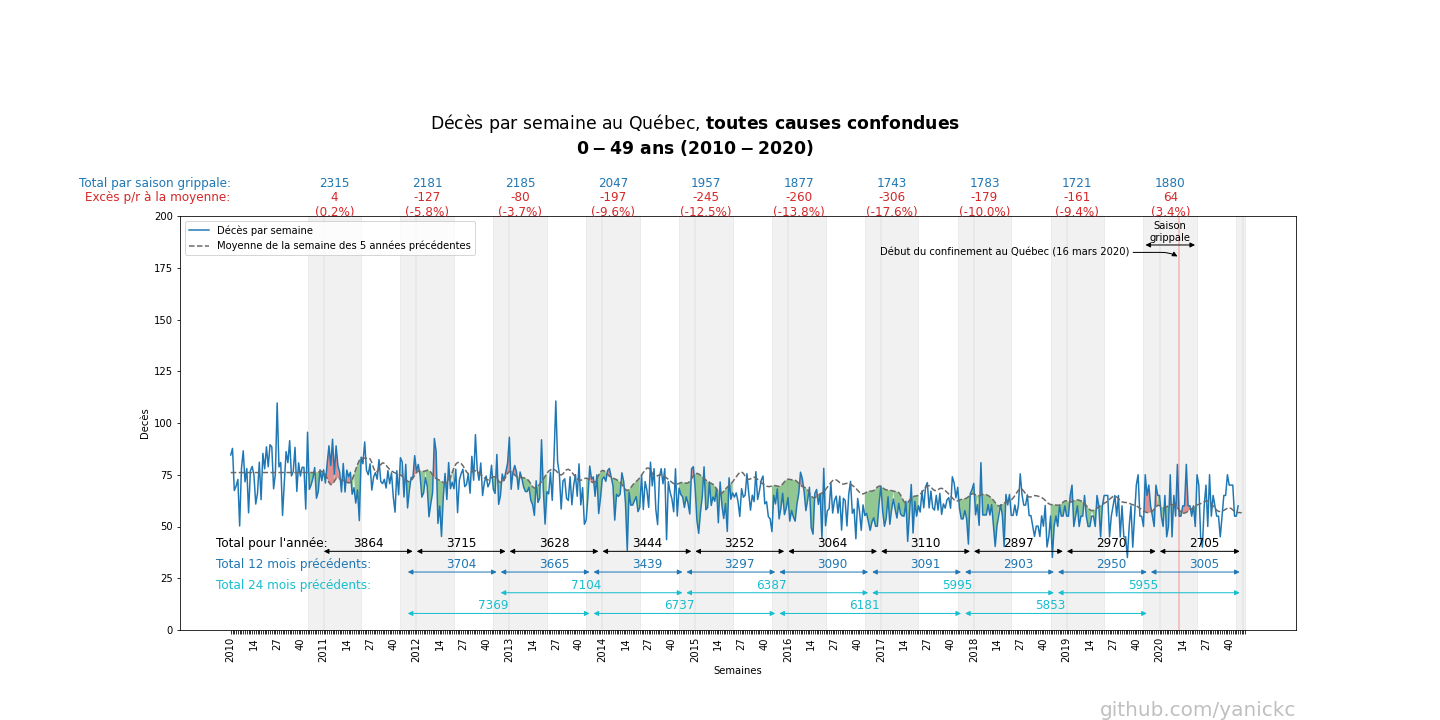 Décès par semaine au Québec, toutes causes confondues
0 – 49 ans (2010 – 2020)
Total par saison grippale: 2315 2181 2185 2047 1957 1877 1743 1783 1721 1880
Excès p/r à la moyenne: 4 -127 -80 -197 -245 -260 -306 -179 -161 64
(0.2%) (-5.8%) (-3.7%) (-9.6%) (-12.5%) (-13.8%) (-17.6%) (-10.0%) (-9.4%) (3.4%)
200
Décès par semaine
Moyenne de la semaine des 5 années précédentes
Saison
grippale
Début du confinement au Québec (16 mars 2020)
175
150
125
100
75
50
25
0
Decès
Total pour l'année: 3864 3715 3628 3444 3252 3064 3110 2897 2970 2705
Total 12 mois précédents: 3704 3665 3439 3297 3090 3091 2903 2950 3005
Total 24 mois précédents: 7104 6387 5995 5955
7369 6737 6181 5853
2010 14 27 40 2011 14 27 40 2012 14 27 40 2013 14 27 40 2014 14 27 40 2015 14 27 40 2016 14 27 40 2017 14 27 40 2018 14 27 40 2019 14 27 40 2020 14 27 40
Semaines
github.com/yanickc